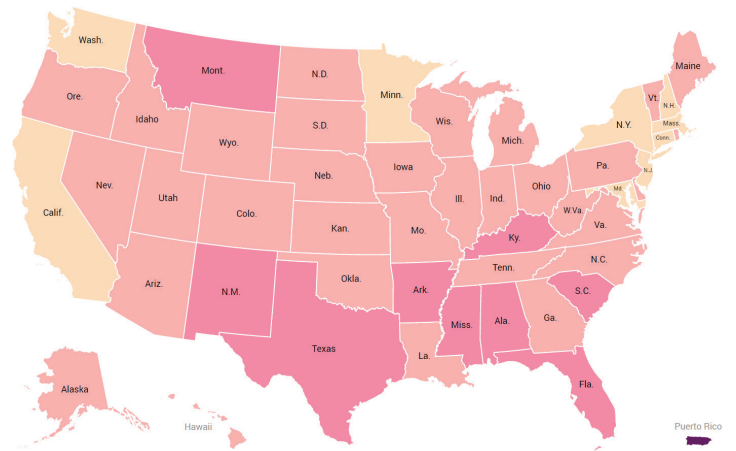 Wash.
Mont.
N.D.
Minn.
Maine
Ore.
Idaho
Wyo.
S.D.
Wis.
Mich.
Vt.
N.H.
N.Y.
Mass.
Conn.
Calif.
Nev.
Utah
Colo.
Neb.
Iowa
Ill.
Ind.
Ohio
Pa.
N.J.
Md.
W.Va.
Va.
Kan.
Mo.
Ky.
Ariz.
N.M.
Okla.
Ark.
Tenn.
N.C.
S.C.
Texas
La.
Miss.
Ala.
Ga.
Fla.
Alaska
Hawaii
Puerto Rico